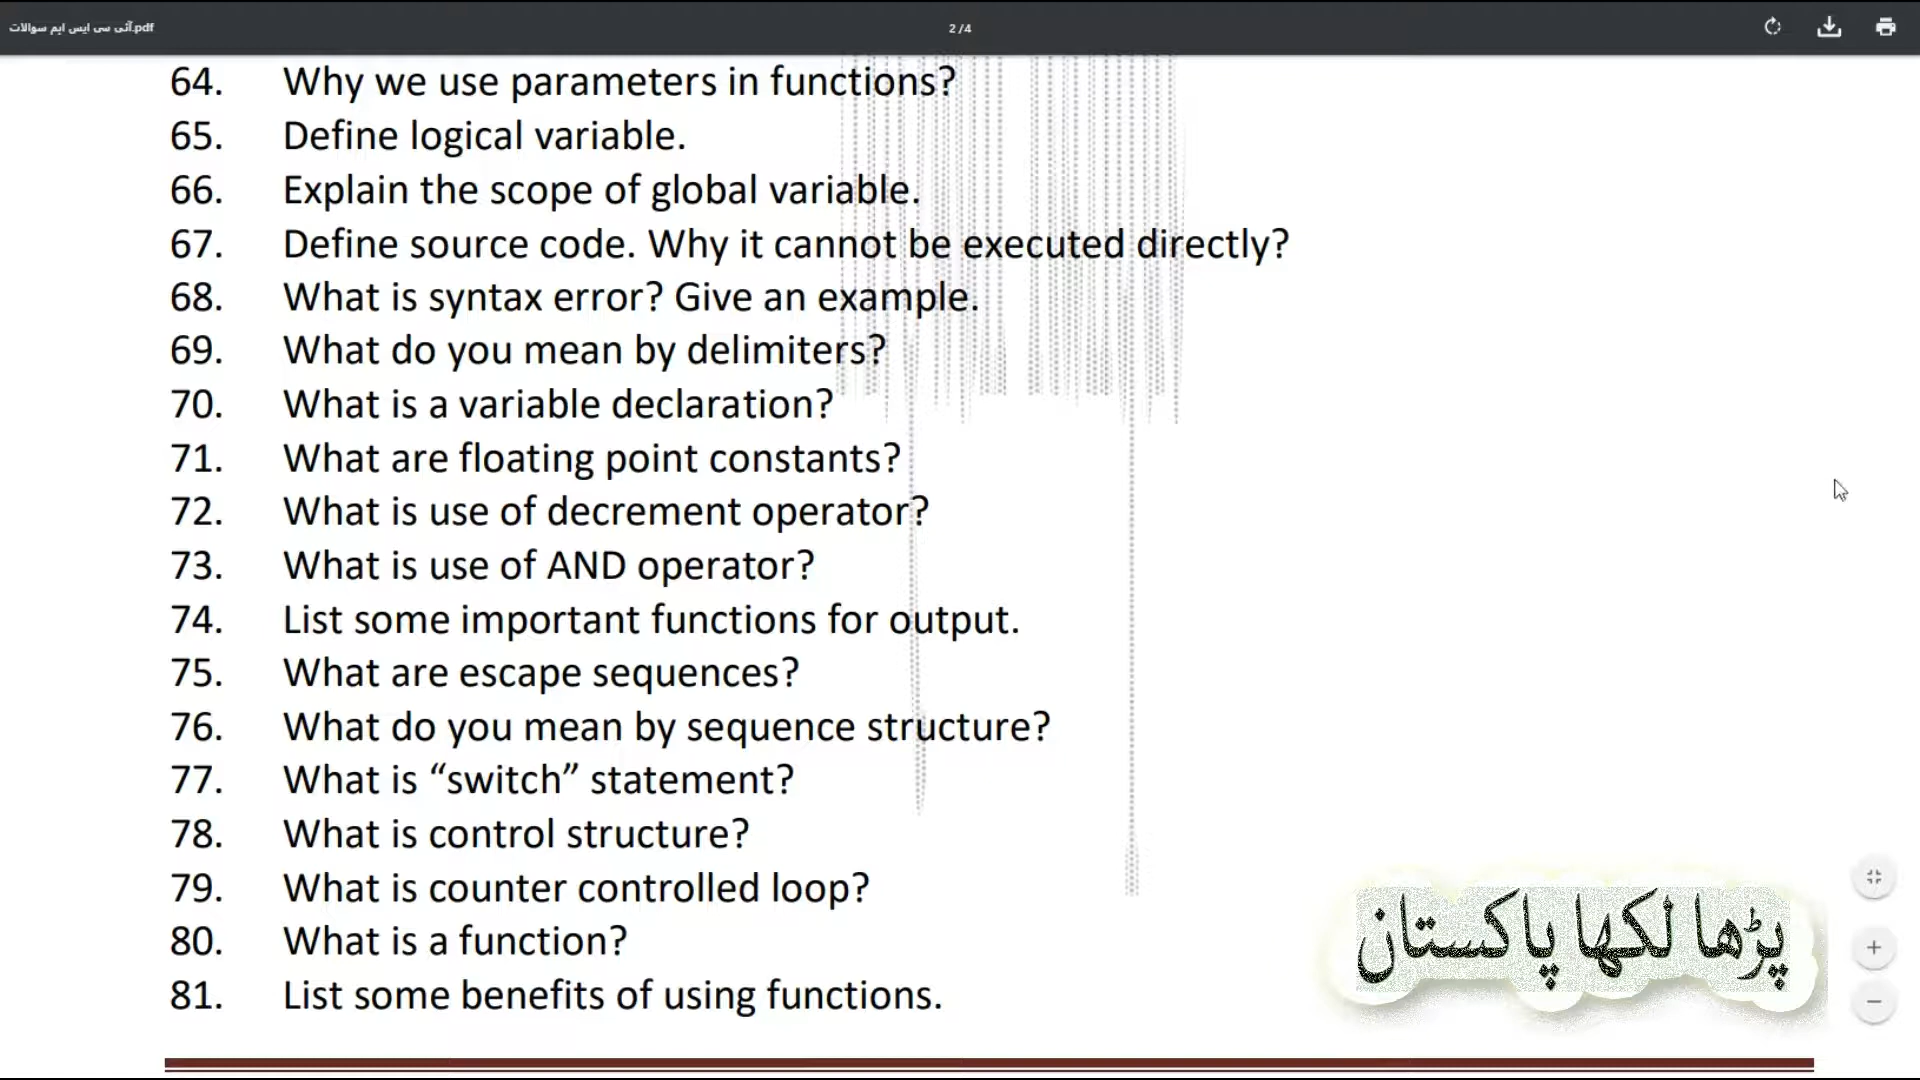 آئی سی ایس اہم سوالات.pdf
2 / 4
64. Why we use parameters in functions?
65. Define logical variable.
66. Explain the scope of global variable.
67. Define source code. Why it cannot be executed directly?
68. What is syntax error? Give an example.
69. What do you mean by delimiters?
70. What is a variable declaration?
71. What are floating point constants?
72. What is use of decrement operator?
73. What is use of AND operator?
74. List some important functions for output.
75. What are escape sequences?
76. What do you mean by sequence structure?
77. What is “switch” statement?
78. What is control structure?
79. What is counter controlled loop?
80. What is a function?
81. List some benefits of using functions.
پڑھا لکھا پاکستان